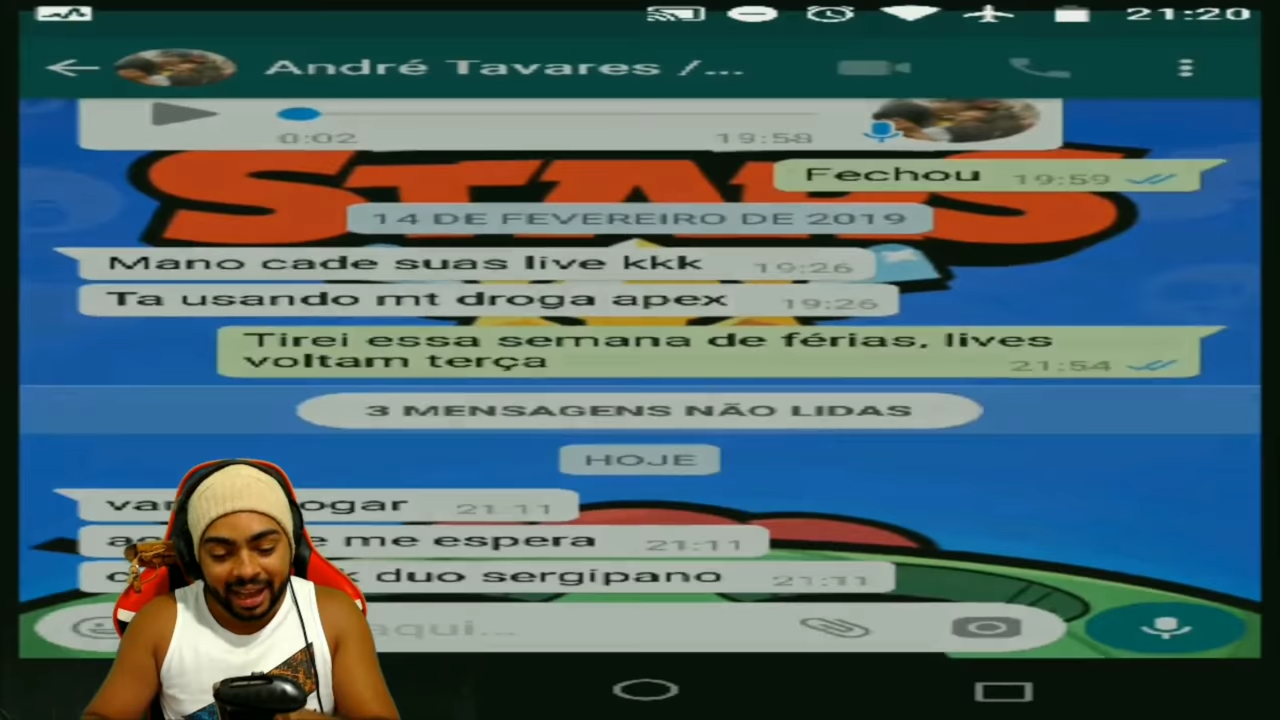 21:20
André Tavares /...
0:02 19:58
STARS
Fechou 19:59
14 DE FEVEREIRO DE 2019
Mano cade suas live kkk 19:26
Ta usando mt droga apex 19:26
Tirei essa semana de férias, lives
voltam terça 21:54
3 MENSAGENS NÃO LIDAS
HOJE
ogar 21:11
me espera 21:11
duo sergipano 21:11
aqui...